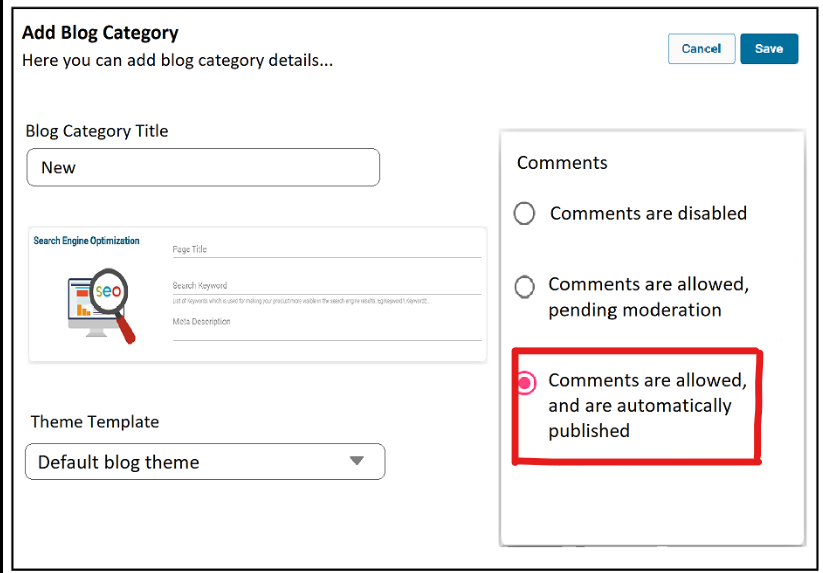 Add Blog Category
Here you can add blog category details...
Cancel
Save
Blog Category Title
New
Search Engine Optimization
seo
Page Title
Search Keyword
List of keywords which is used for making your product more visible in the search engine results. eg:keyword1,keyword2..
Meta Description
Theme Template
Default blog theme
Comments
Comments are disabled
Comments are allowed,
pending moderation
Comments are allowed,
and are automatically
published